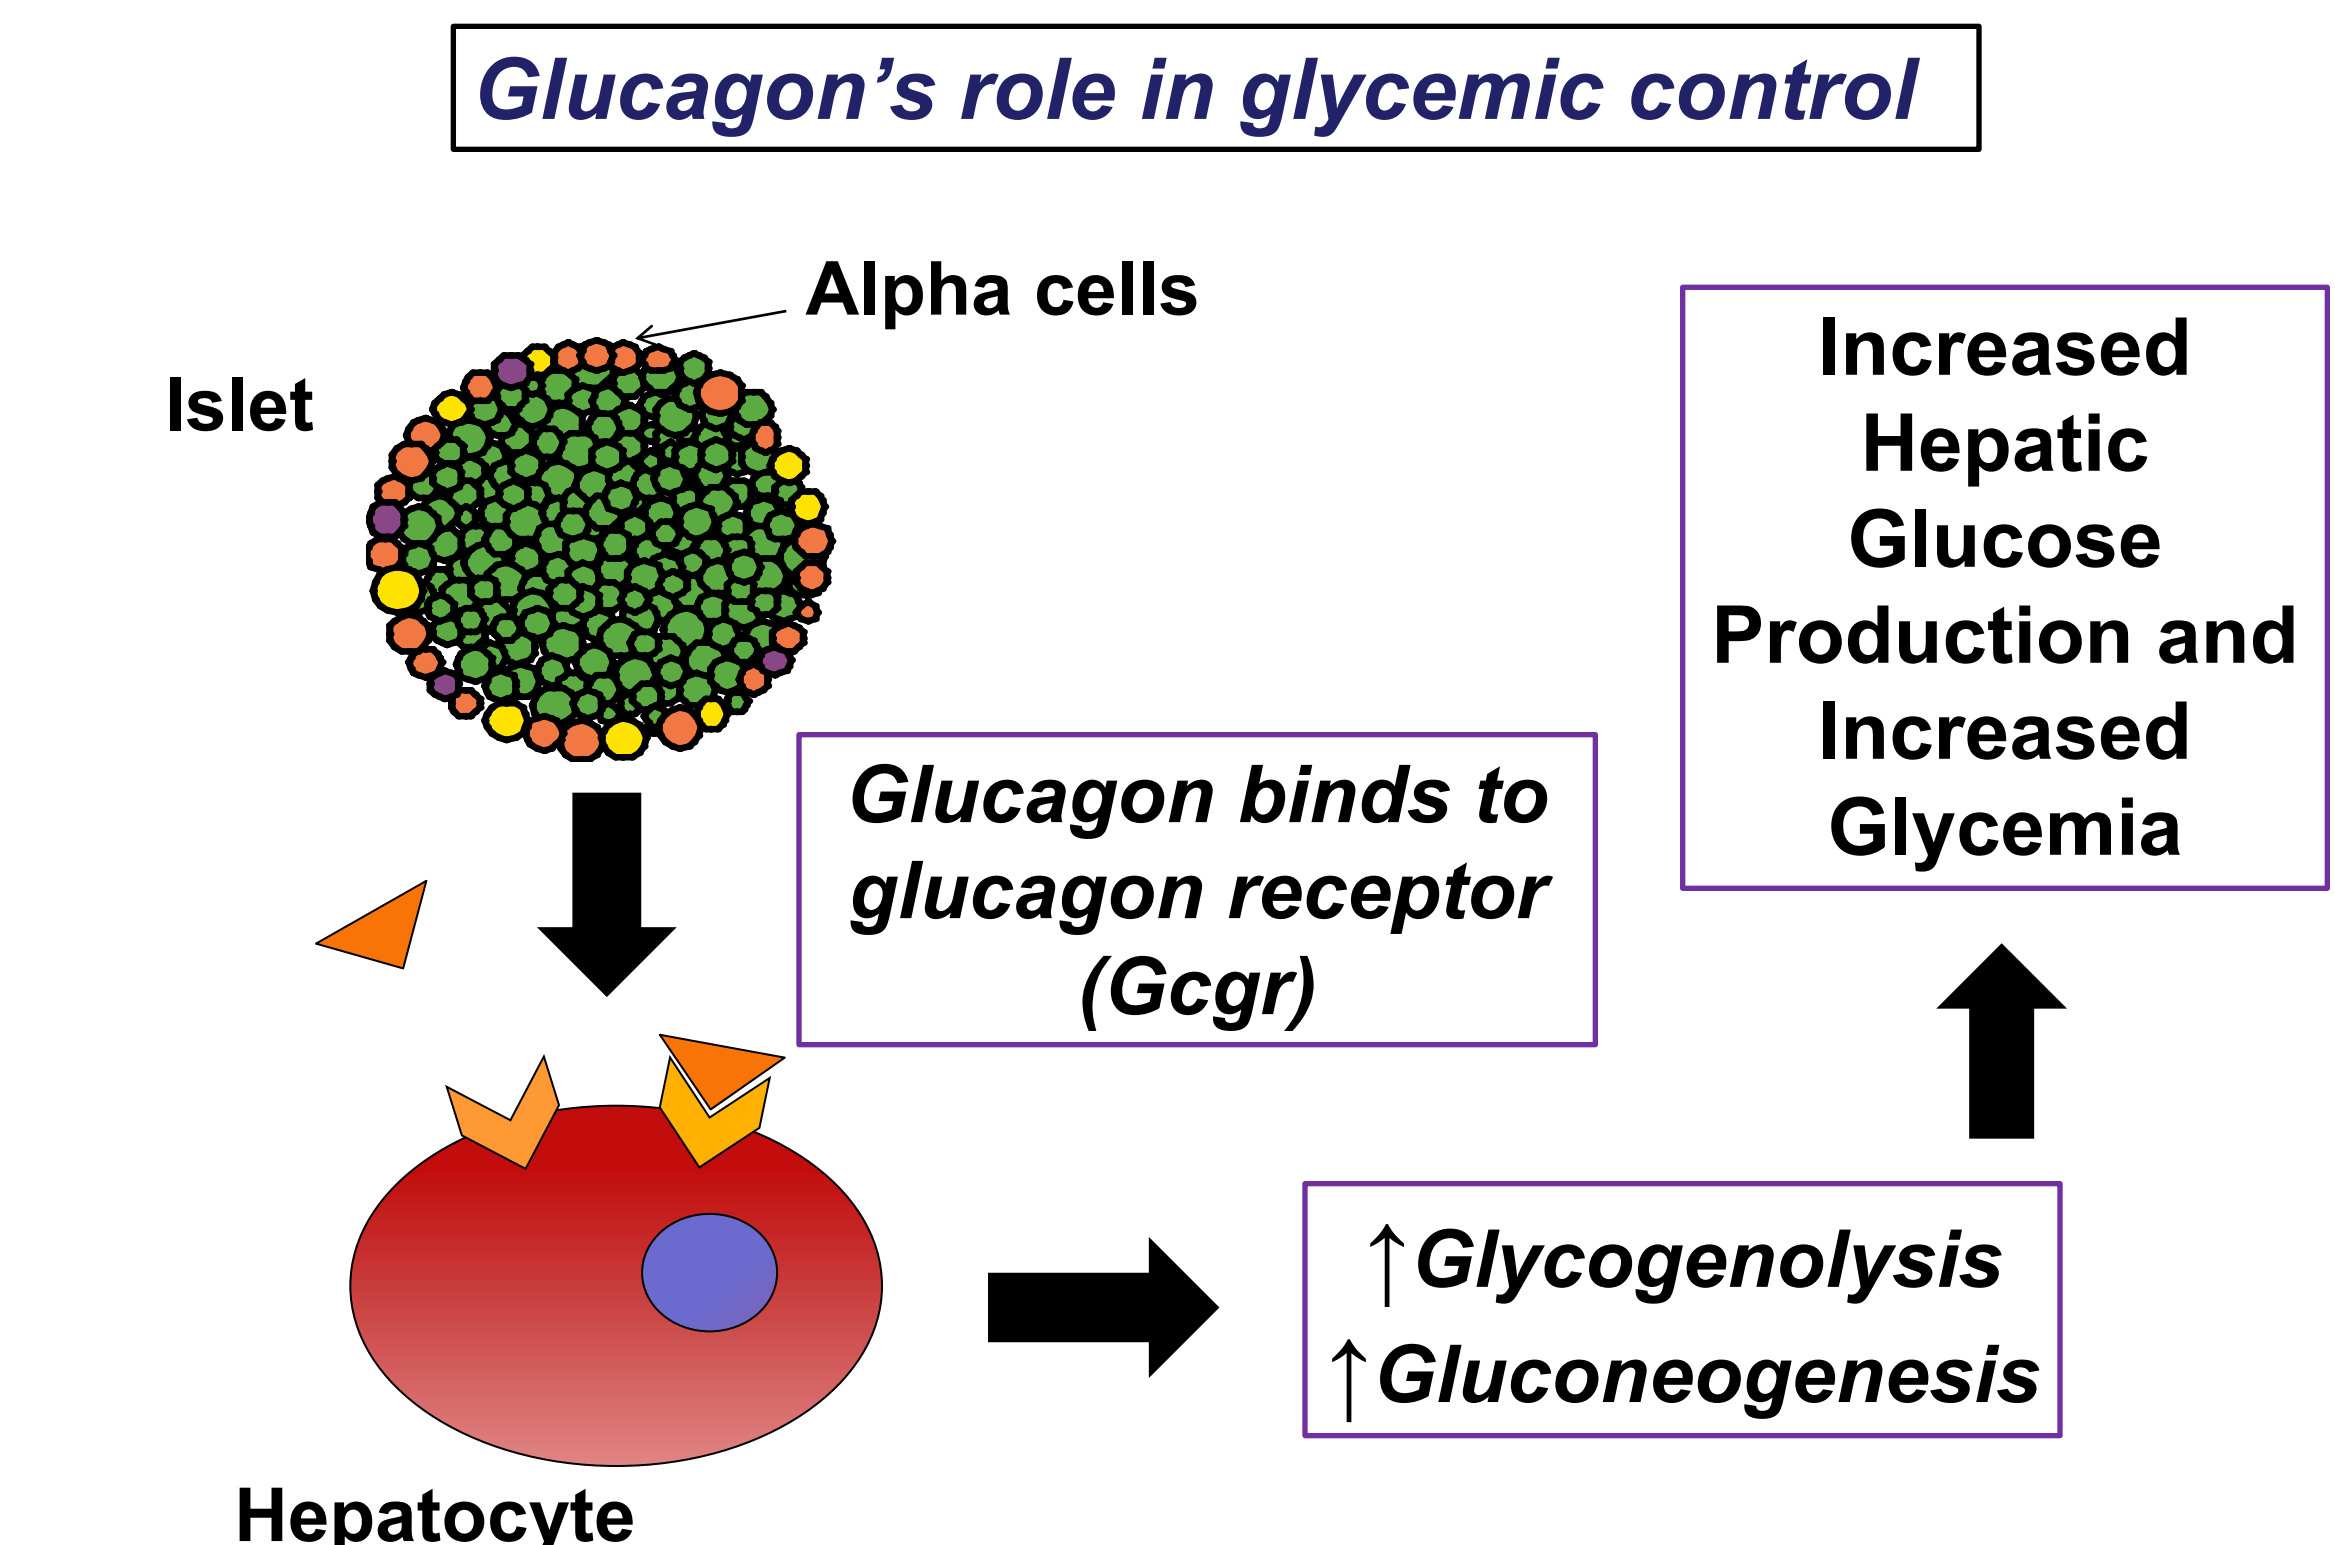 Glucagon’s role in glycemic control
Alpha cells
Islet
Glucagon binds to
glucagon receptor
(Gcgr)
Increased
Hepatic
Glucose
Production and
Increased
Glycemia
↑Glycogenolysis
↑Gluconeogenesis
Hepatocyte